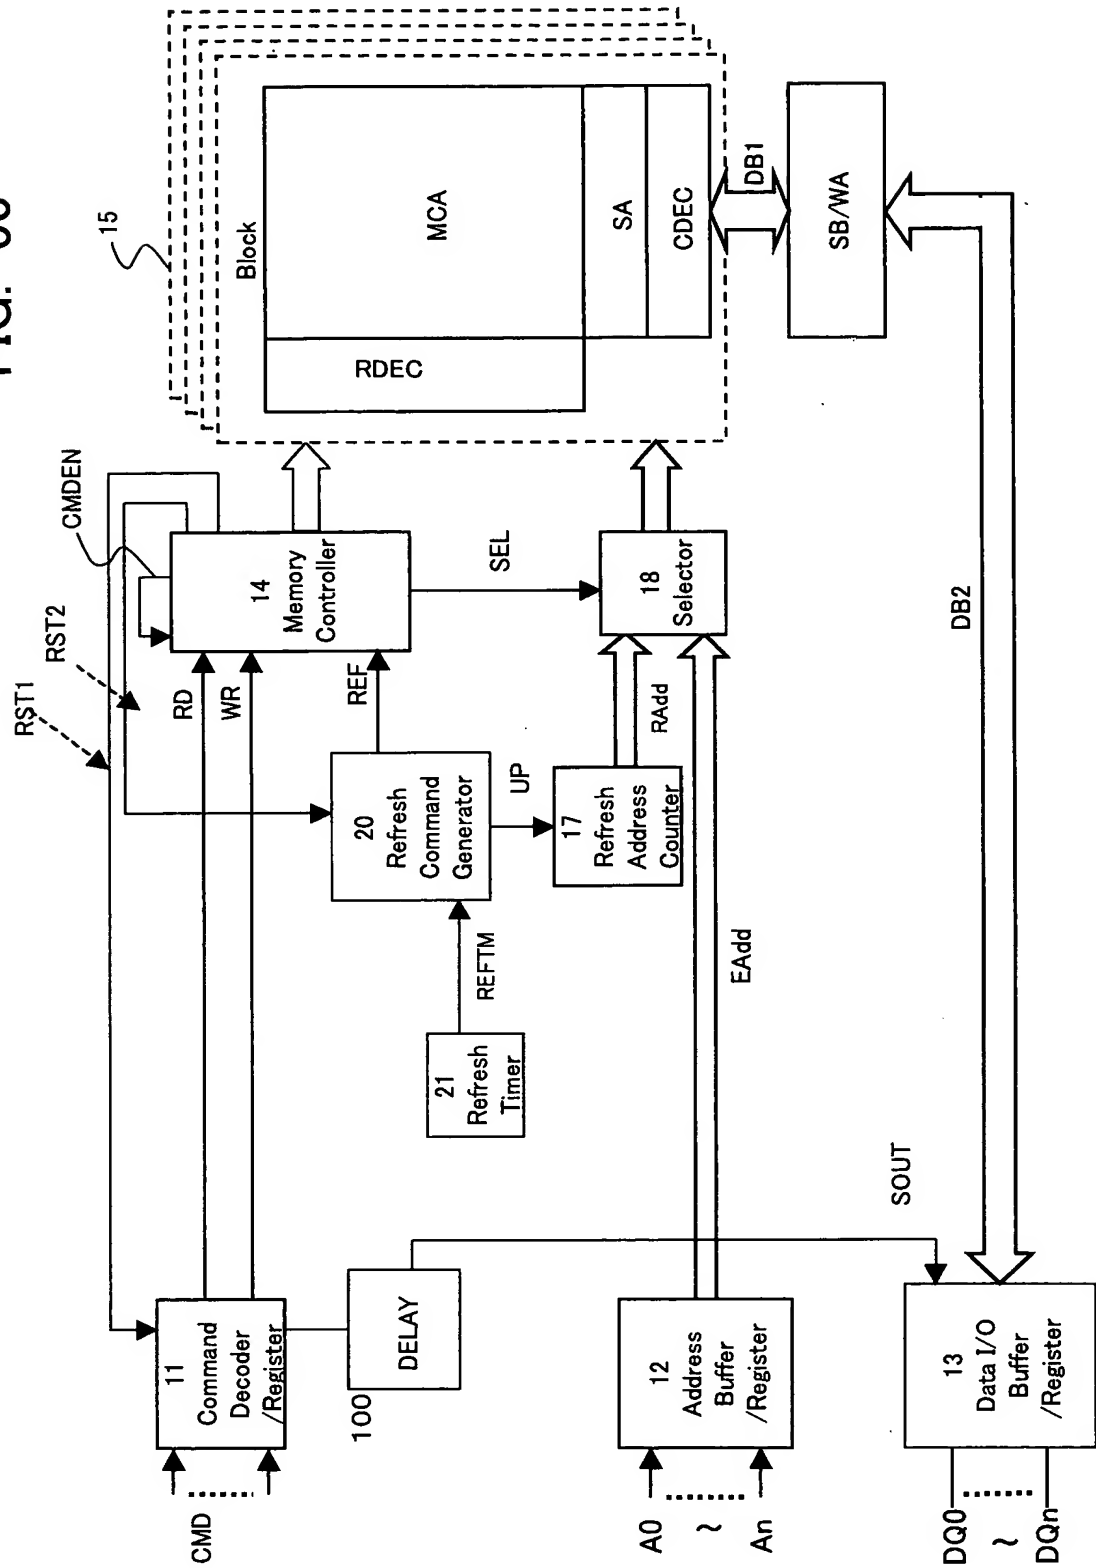 FIG.
15
Block
MCA
RDEC
SA
CDEC
DB1
SB/WA
CMDEN
RST2
RST1
14
Memory
Controller
RD
WR
REF
SEL
18
Selector
20
Refresh
Command
Generator
UP
17
Refresh
Address
Counter
RAdd
REFTM
21
Refresh
Timer
EAdd
DB2
SOUT
11
Command
Decoder
/Register
DELAY
100
12
Address
Buffer
/Register
13
Data I/O
Buffer
/Register
CMD
A0
~
An
DQ0
~
DQn